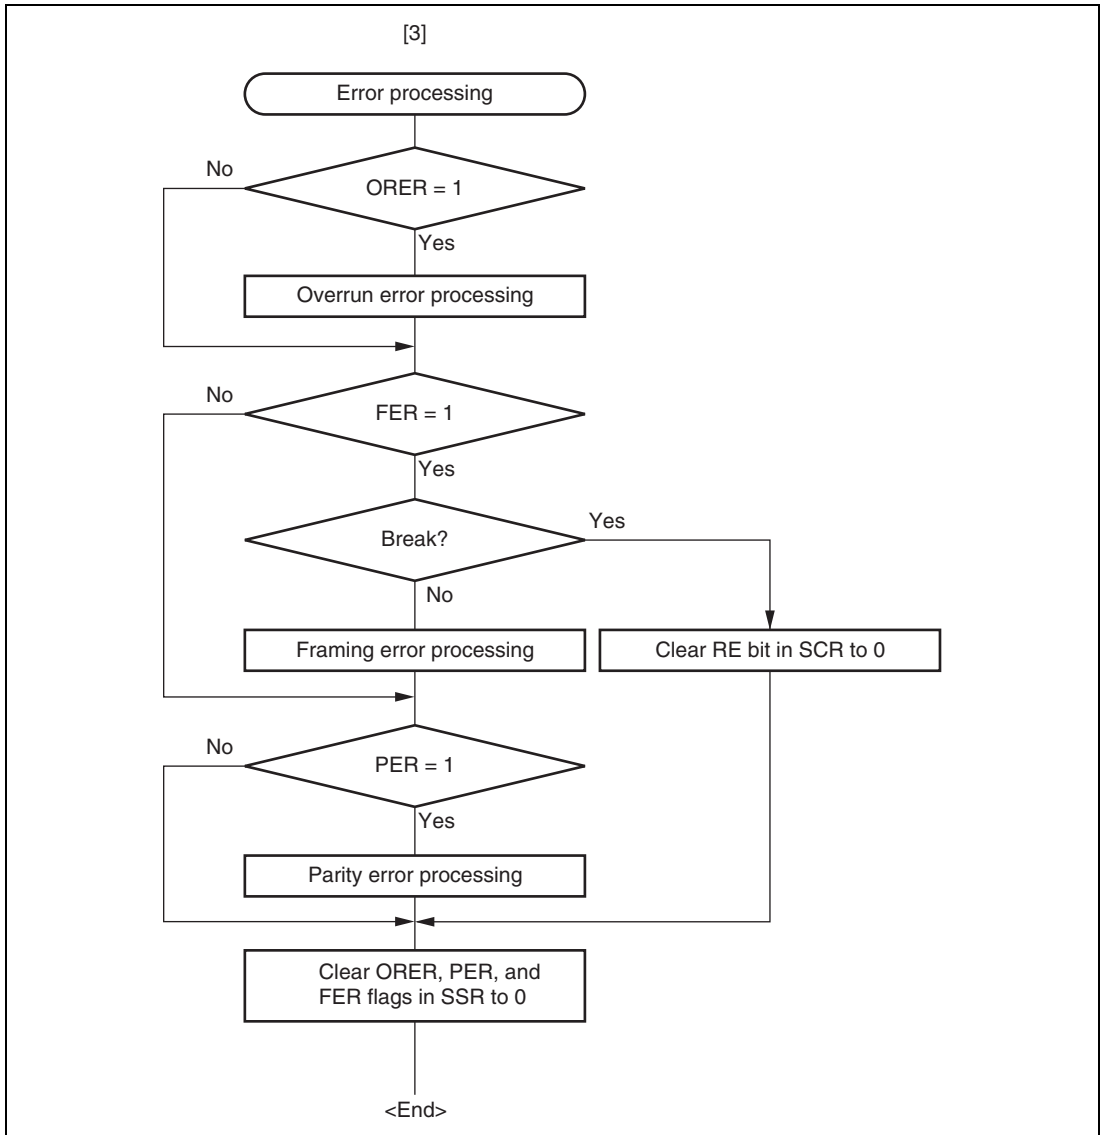 [3]
Error processing
No
ORER = 1
Yes
Overrun error processing
No
FER = 1
Yes
Break?
Yes
No
Framing error processing
Clear RE bit in SCR to 0
No
PER = 1
Yes
Parity error processing
Clear ORER, PER, and
FER flags in SSR to 0
<End>